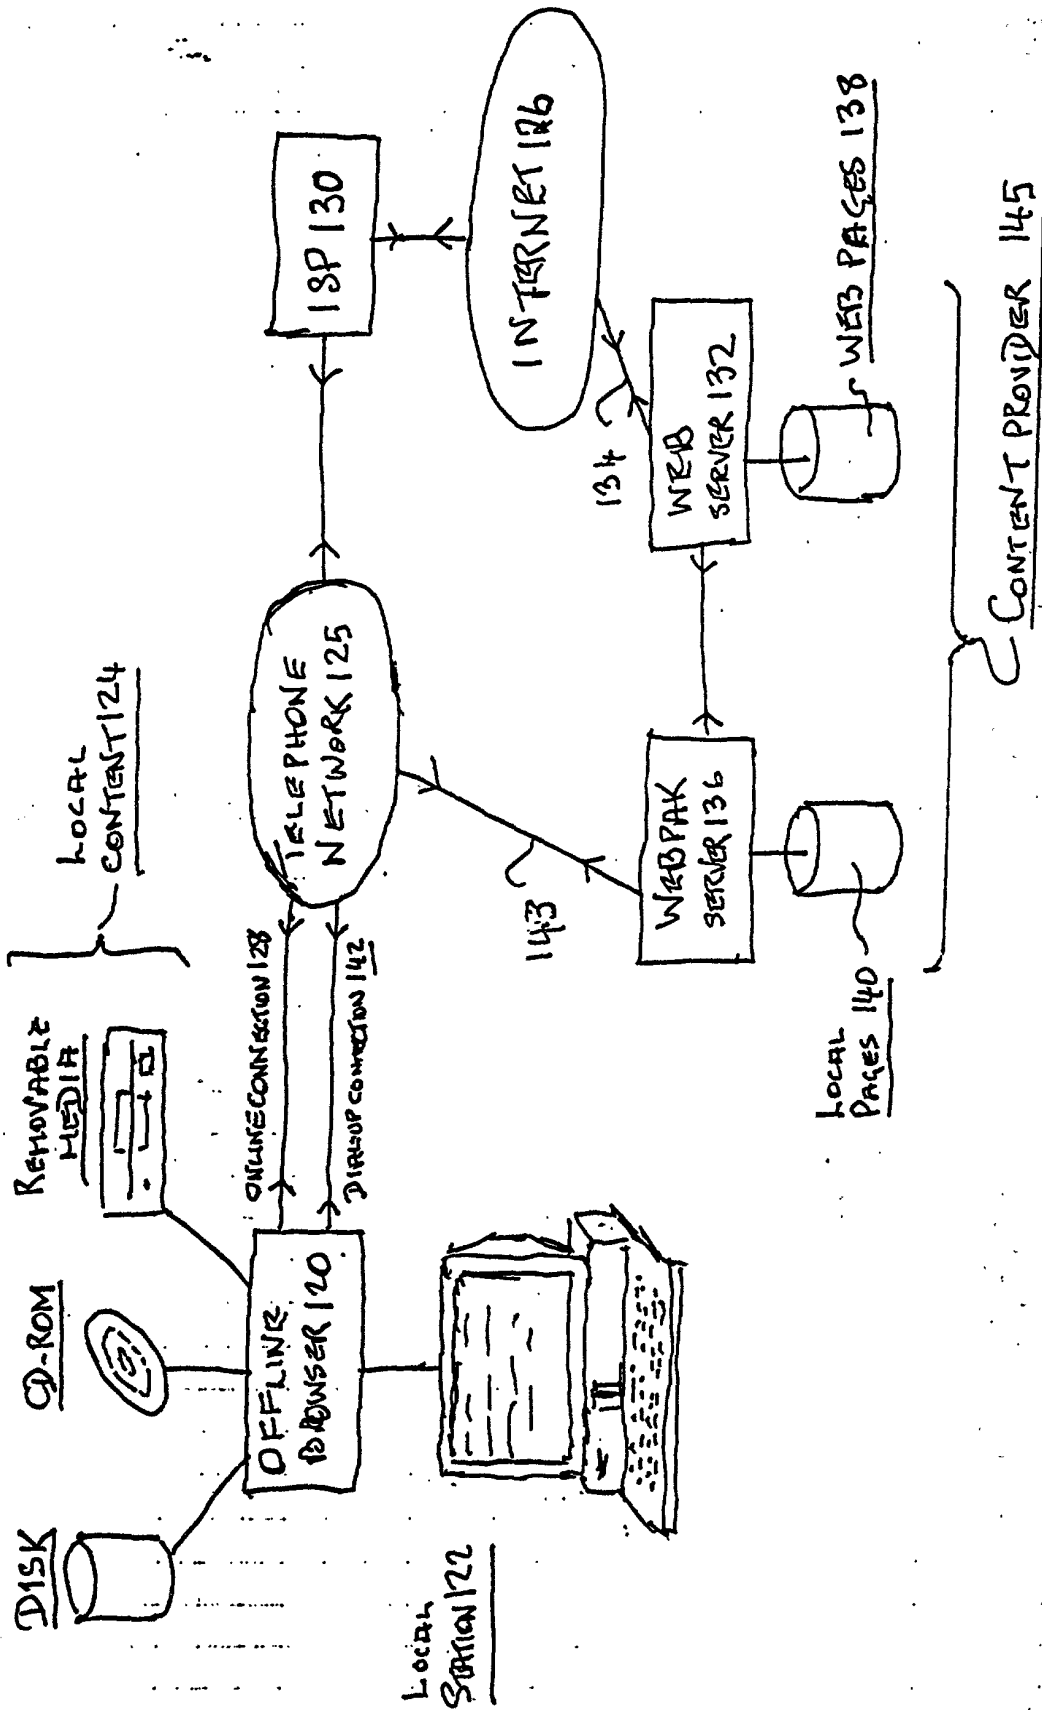 DISK
CD-ROM
REMOVABLE
MEDIA
LOCAL
CONTENT 124
OFFLINE
BROWSER 120
ONLINE CONNECTION 128
DIALUP CONNECTION 142
TELEPHONE
NETWORK 125
ISP 130
INTERNET 126
LOCAL
STATION 122
143
134
WEBPAK
SERVER 136
WEB
SERVER 132
LOCAL
PAGES 140
WEB PAGES 138
CONTENT PROVIDER 145